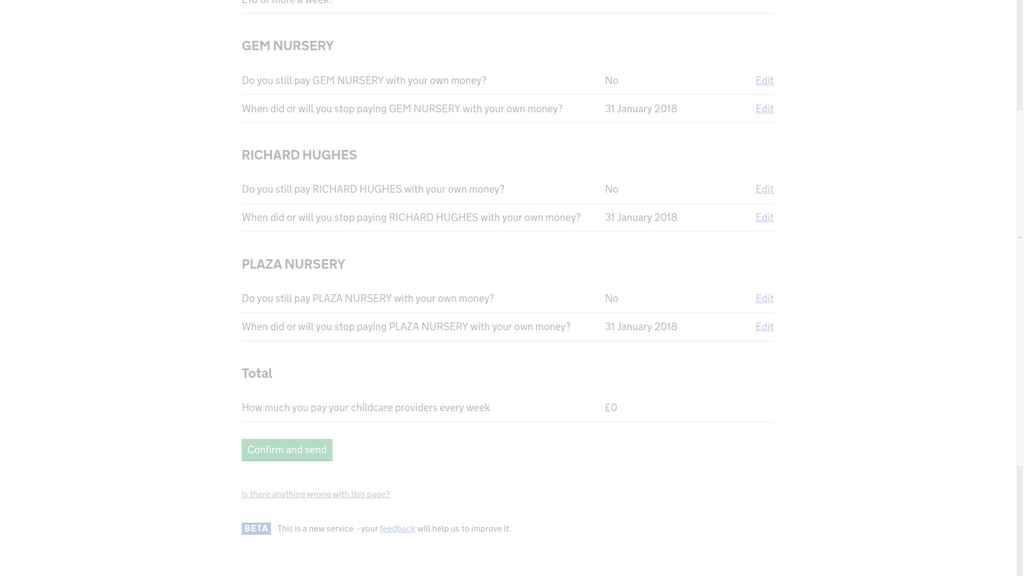 £10 or more a week?
GEM NURSERY
Do you still pay GEM NURSERY with your own money? No Edit
When did or will you stop paying GEM NURSERY with your own money? 31 January 2018 Edit
RICHARD HUGHES
Do you still pay RICHARD HUGHES with your own money? No Edit
When did or will you stop paying RICHARD HUGHES with your own money? 31 January 2018 Edit
PLAZA NURSERY
Do you still pay PLAZA NURSERY with your own money? No Edit
When did or will you stop paying PLAZA NURSERY with your own money? 31 January 2018 Edit
Total
How much you pay your childcare providers every week £0
Confirm and send
Is there anything wrong with this page?
BETA This is a new service - your feedback will help us to improve it.